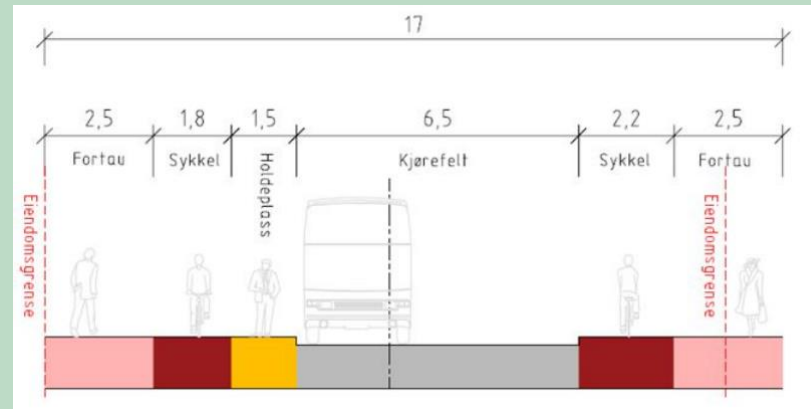 17
2,5
1,8
1,5
6,5
2,2
2,5
Fortau
Sykkel
Holdeplass
Kjørefelt
Sykkel
Fortau
Eiendomsgrense
Eiendomsgrense